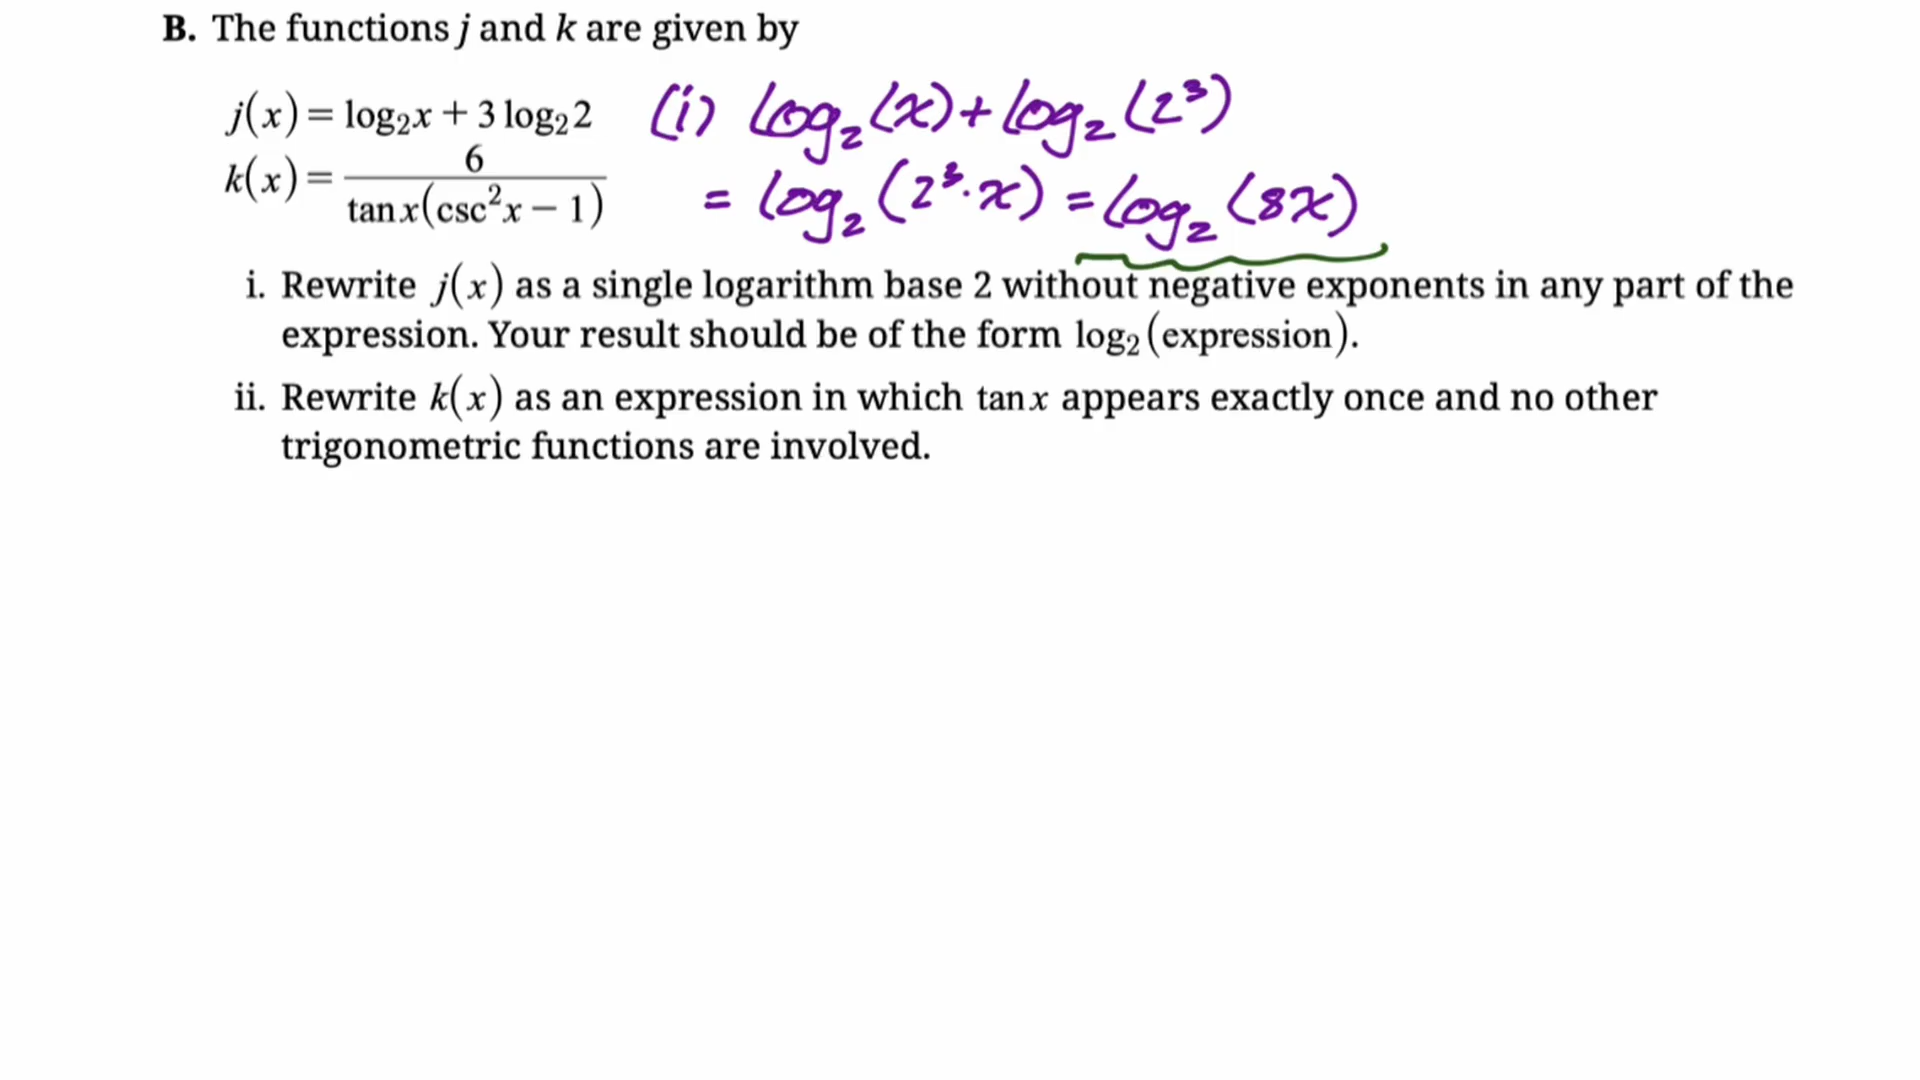 B. The functions j and k are given by
j(x) = log₂x + 3 log₂2
(i) log₂(x) + log₂(2³)
k(x) = 6 / tan x(csc²x − 1)
= log₂(2³·x) = log₂(8x)
i. Rewrite j(x) as a single logarithm base 2 without negative exponents in any part of the
expression. Your result should be of the form log₂(expression).
ii. Rewrite k(x) as an expression in which tan x appears exactly once and no other
trigonometric functions are involved.